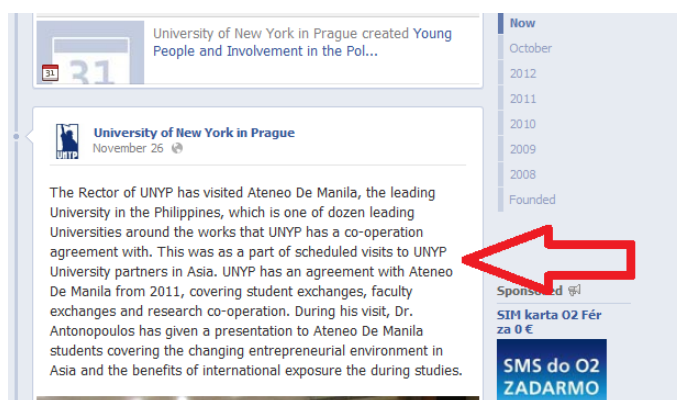 University of New York in Prague created Young
People and Involvement in the Pol...
31
31
UNYP
University of New York in Prague
November 26
The Rector of UNYP has visited Ateneo De Manila, the leading
University in the Philippines, which is one of dozen leading
Universities around the works that UNYP has a co-operation
agreement with. This was as a part of scheduled visits to UNYP
University partners in Asia. UNYP has an agreement with Ateneo
De Manila from 2011, covering student exchanges, faculty
exchanges and research co-operation. During his visit, Dr.
Antonopoulos has given a presentation to Ateneo De Manila
students covering the changing entrepreneurial environment in
Asia and the benefits of international exposure the during studies.
Now
October
2012
2011
2010
2009
2008
Founded
Sponsored
SIM karta O2 Fér
za 0 €
SMS do O2
ZADARMO